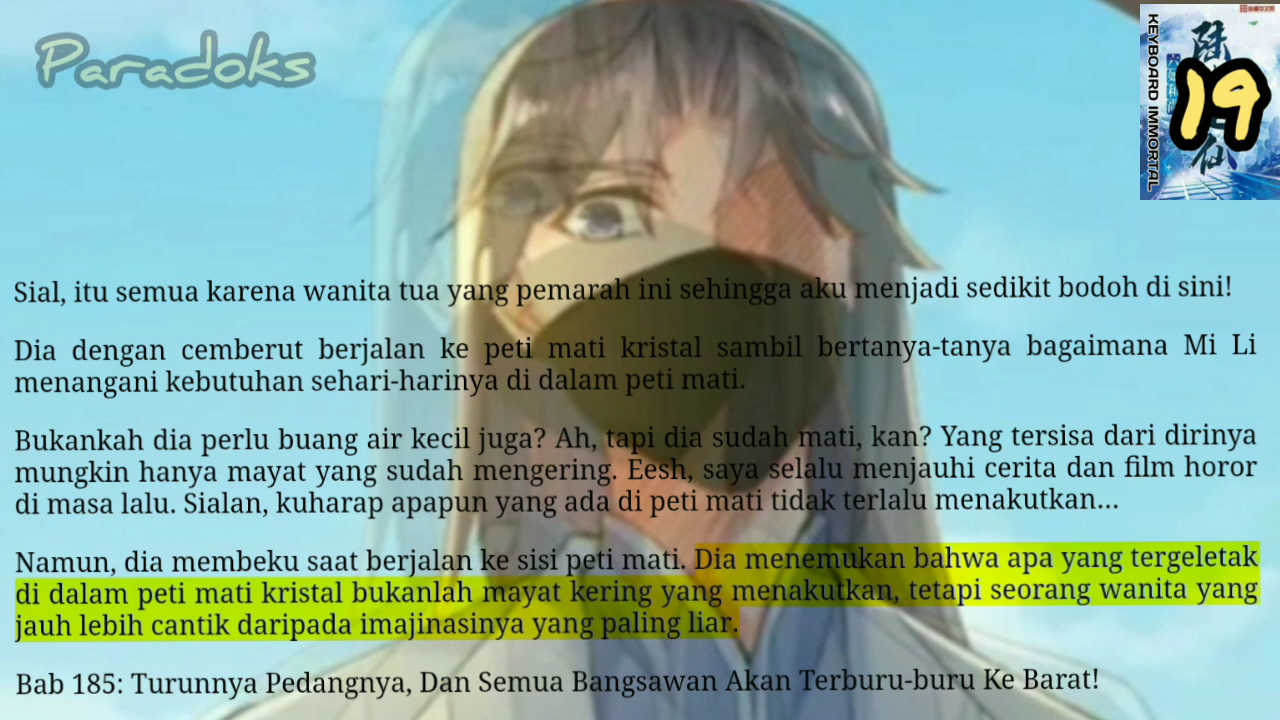 Paradoks
KEYBOARD IMMORTAL
19
Sial, itu semua karena wanita tua yang pemarah ini sehingga aku menjadi sedikit bodoh di sini!
Dia dengan cemberut berjalan ke peti mati kristal sambil bertanya-tanya bagaimana Mi Li
menangani kebutuhan sehari-harinya di dalam peti mati.
Bukankah dia perlu buang air kecil juga? Ah, tapi dia sudah mati, kan? Yang tersisa dari dirinya
mungkin hanya mayat yang sudah mengering. Eesh, saya selalu menjauhi cerita dan film horor
di masa lalu. Sialan, kuharap apapun yang ada di peti mati tidak terlalu menakutkan...
Namun, dia membeku saat berjalan ke sisi peti mati. Dia menemukan bahwa apa yang tergeletak
di dalam peti mati kristal bukanlah mayat kering yang menakutkan, tetapi seorang wanita yang
jauh lebih cantik daripada imajinasinya yang paling liar.
Bab 185: Turunnya Pedangnya, Dan Semua Bangsawan Akan Terburu-buru Ke Barat!